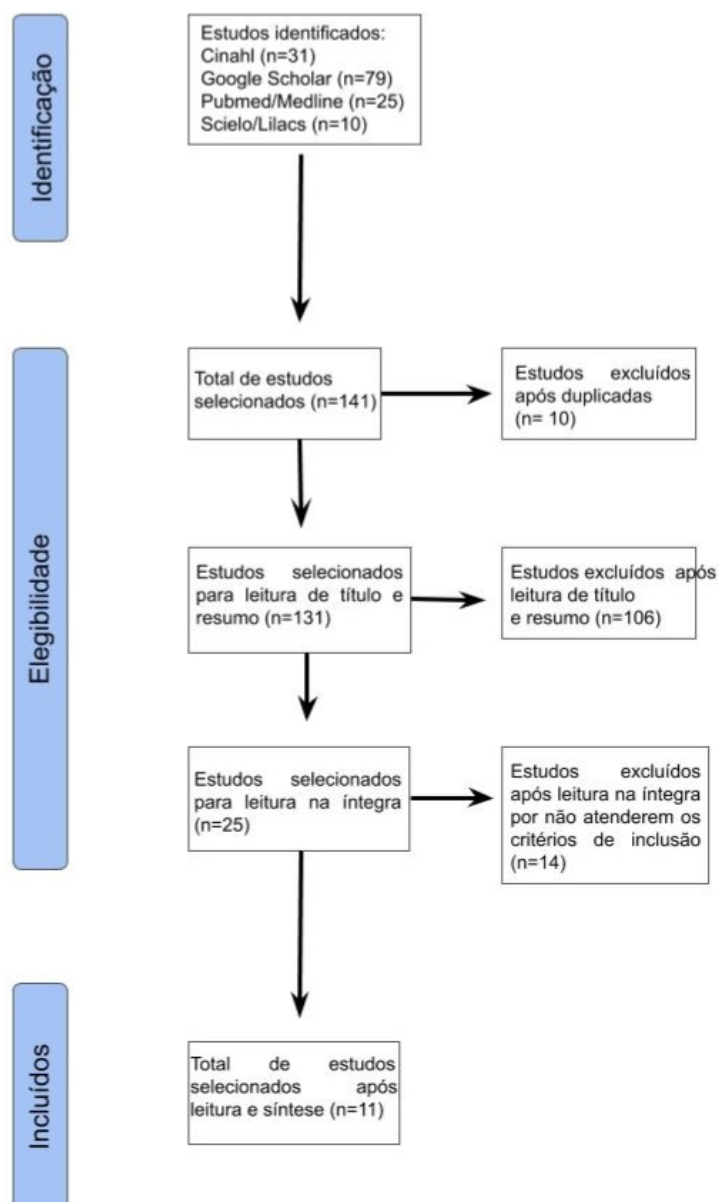 Identificação
Estudos identificados:
Cinahl (n=31)
Google Scholar (n=79)
Pubmed/Medline (n=25)
Scielo/Lilacs (n=10)
Elegibilidade
Total de estudos
selecionados (n=141)
Estudos excluídos
após duplicadas
(n= 10)
Estudos selecionados
para leitura de título e
resumo (n=131)
Estudos excluídos após
leitura de título
e resumo (n=106)
Estudos selecionados
para leitura na íntegra
(n=25)
Estudos excluídos
após leitura na íntegra
por não atenderem os
critérios de inclusão
(n=14)
Incluídos
Total de estudos
selecionados após
leitura e síntese (n=11)